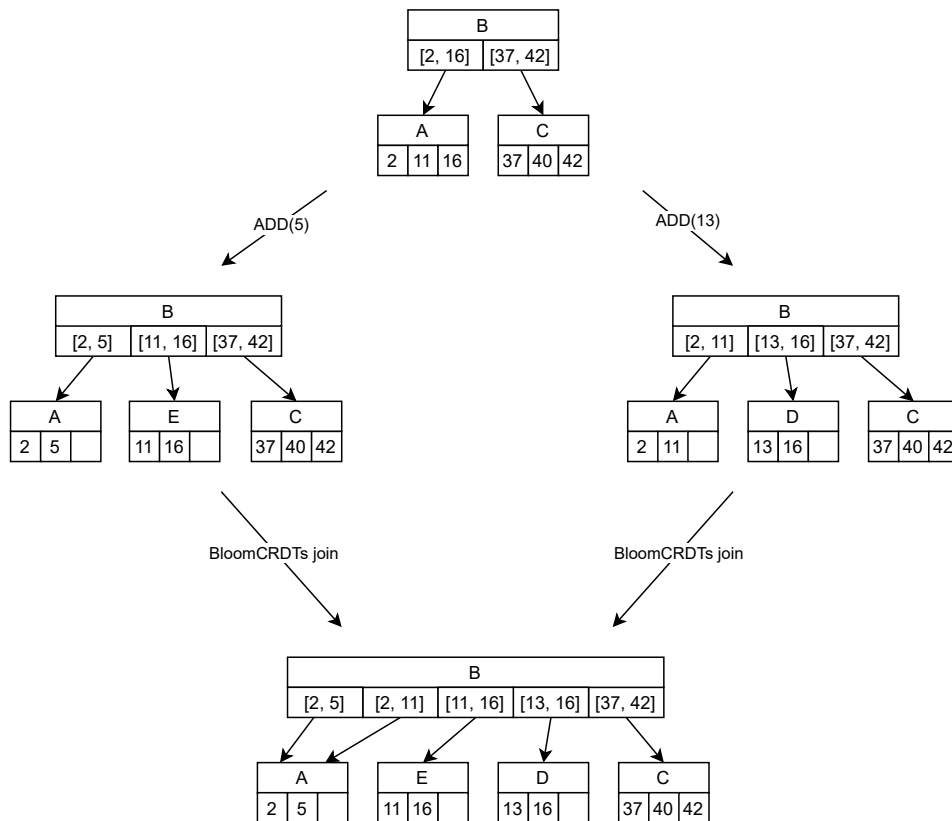 B
[2, 16] [37, 42]
A C
2 11 16 37 40 42
ADD(5) ADD(13)
B B
[2, 5] [11, 16] [37, 42] [2, 11] [13, 16] [37, 42]
A E C A D C
2 5 11 16 37 40 42 2 11 13 16 37 40 42
BloomCRDTs join BloomCRDTs join
B
[2, 5] [2, 11] [11, 16] [13, 16] [37, 42]
A E D C
2 5 11 16 13 16 37 40 42